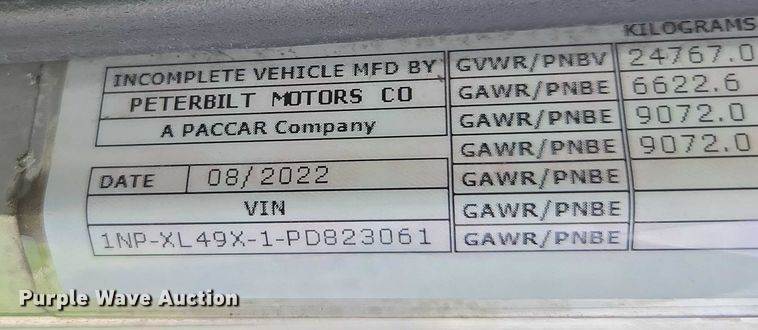 KILOGRAMS
INCOMPLETE VEHICLE MFD BY GVWR/PNBV 24767.0
PETERBILT MOTORS CO GAWR/PNBE 6622.6
A PACCAR Company GAWR/PNBE 9072.0
GAWR/PNBE 9072.0
DATE 08/2022 GAWR/PNBE
VIN GAWR/PNBE
1NP-XL49X-1-PD823061 GAWR/PNBE
Purple Wave Auction